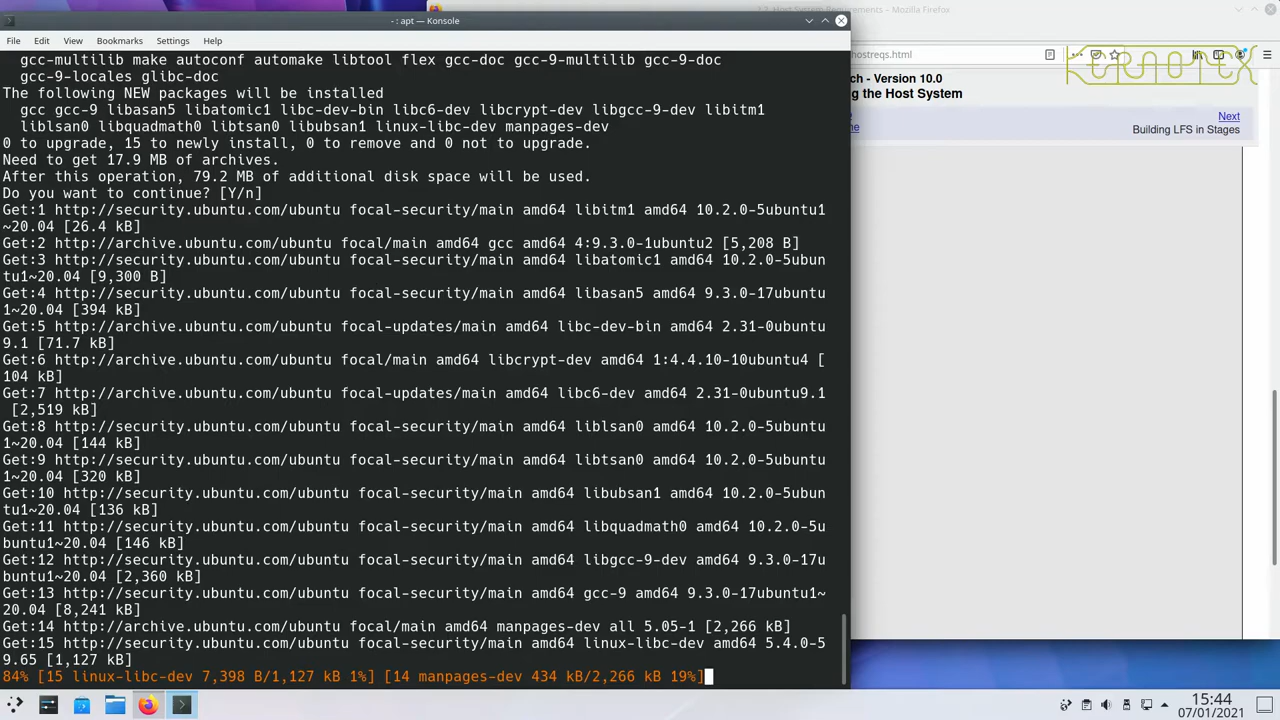 2.2. Host System Requirements - Mozilla Firefox
- : apt — Konsole
File Edit View Bookmarks Settings Help
gcc-multilib make autoconf automake libtool flex gcc-doc gcc-9-multilib gcc-9-doc
gcc-9-locales glibc-doc
The following NEW packages will be installed
gcc gcc-9 libasan5 libatomic1 libc-dev-bin libc6-dev libcrypt-dev libgcc-9-dev libitm1
liblsan0 libquadmath0 libtsan0 libubsan1 linux-libc-dev manpages-dev
0 to upgrade, 15 to newly install, 0 to remove and 0 not to upgrade.
Need to get 17.9 MB of archives.
After this operation, 79.2 MB of additional disk space will be used.
Do you want to continue? [Y/n]
Get:1 http://security.ubuntu.com/ubuntu focal-security/main amd64 libitm1 amd64 10.2.0-5ubuntu1
~20.04 [26.4 kB]
Get:2 http://archive.ubuntu.com/ubuntu focal/main amd64 gcc amd64 4:9.3.0-1ubuntu2 [5,208 B]
Get:3 http://security.ubuntu.com/ubuntu focal-security/main amd64 libatomic1 amd64 10.2.0-5ubun
tu1~20.04 [9,300 B]
Get:4 http://security.ubuntu.com/ubuntu focal-security/main amd64 libasan5 amd64 9.3.0-17ubuntu
1~20.04 [394 kB]
Get:5 http://archive.ubuntu.com/ubuntu focal-updates/main amd64 libc-dev-bin amd64 2.31-0ubuntu
9.1 [71.7 kB]
Get:6 http://archive.ubuntu.com/ubuntu focal/main amd64 libcrypt-dev amd64 1:4.4.10-10ubuntu4 [
104 kB]
Get:7 http://archive.ubuntu.com/ubuntu focal-updates/main amd64 libc6-dev amd64 2.31-0ubuntu9.1
[2,519 kB]
Get:8 http://security.ubuntu.com/ubuntu focal-security/main amd64 liblsan0 amd64 10.2.0-5ubuntu
1~20.04 [144 kB]
Get:9 http://security.ubuntu.com/ubuntu focal-security/main amd64 libtsan0 amd64 10.2.0-5ubuntu
1~20.04 [320 kB]
Get:10 http://security.ubuntu.com/ubuntu focal-security/main amd64 libubsan1 amd64 10.2.0-5ubun
tu1~20.04 [136 kB]
Get:11 http://security.ubuntu.com/ubuntu focal-security/main amd64 libquadmath0 amd64 10.2.0-5u
buntu1~20.04 [146 kB]
Get:12 http://security.ubuntu.com/ubuntu focal-security/main amd64 libgcc-9-dev amd64 9.3.0-17u
buntu1~20.04 [2,360 kB]
Get:13 http://security.ubuntu.com/ubuntu focal-security/main amd64 gcc-9 amd64 9.3.0-17ubuntu1~
20.04 [8,241 kB]
Get:14 http://archive.ubuntu.com/ubuntu focal/main amd64 manpages-dev all 5.05-1 [2,266 kB]
Get:15 http://security.ubuntu.com/ubuntu focal-security/main amd64 linux-libc-dev amd64 5.4.0-5
9.65 [1,127 kB]
84% [15 linux-libc-dev 7,398 B/1,127 kB 1%] [14 manpages-dev 434 kB/2,266 kB 19%]
hostreqs.html
ch - Version 10.0
g the Host System
Next
me
Building LFS in Stages
15:44
07/01/2021